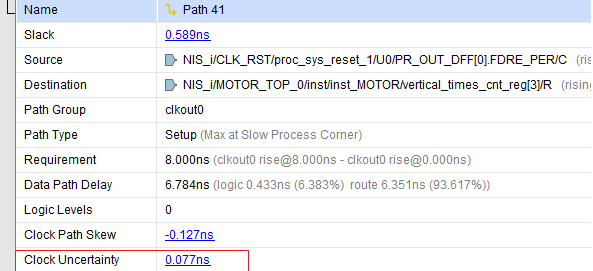 Name Path 41
Slack 0.589ns
Source NIS_i/CLK_RST/proc_sys_reset_1/U0/PR_OUT_DFF[0].FDRE_PER/C (ris
Destination NIS_i/MOTOR_TOP_0/inst/inst_MOTOR/vertical_times_cnt_reg[3]/R (rising
Path Group clkout0
Path Type Setup (Max at Slow Process Corner)
Requirement 8.000ns (clkout0 rise@8.000ns - clkout0 rise@0.000ns)
Data Path Delay 6.784ns (logic 0.433ns (6.383%) route 6.351ns (93.617%))
Logic Levels 0
Clock Path Skew -0.127ns
Clock Uncertainty 0.077ns